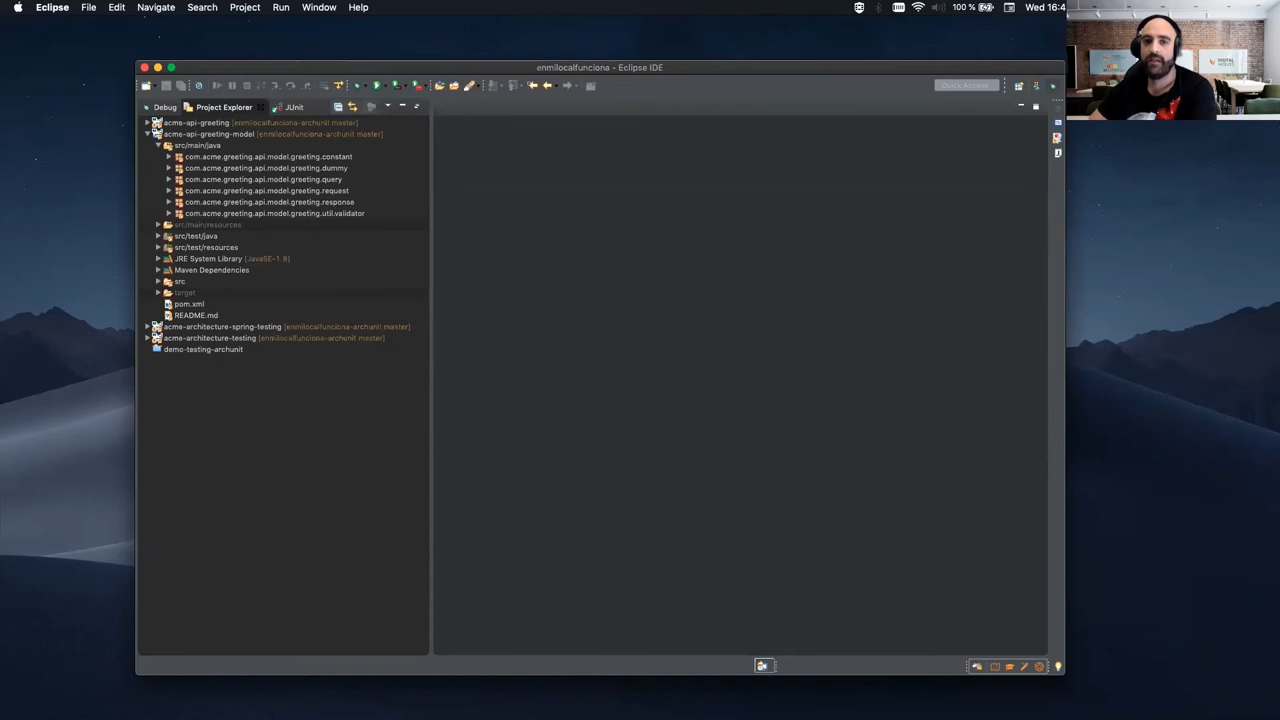 Eclipse File Edit Navigate Search Project Run Window Help
100 % Wed 16:4
enmilocalfunciona - Eclipse IDE
Quick Access
Debug Project Explorer JUnit
acme-api-greeting [enmilocalfunciona-archunit master]
acme-api-greeting-model [enmilocalfunciona-archunit master]
src/main/java
com.acme.greeting.api.model.greeting.constant
com.acme.greeting.api.model.greeting.dummy
com.acme.greeting.api.model.greeting.query
com.acme.greeting.api.model.greeting.request
com.acme.greeting.api.model.greeting.response
com.acme.greeting.api.model.greeting.util.validator
src/main/resources
src/test/java
src/test/resources
JRE System Library [JavaSE-1.8]
Maven Dependencies
src
target
pom.xml
README.md
acme-architecture-spring-testing [enmilocalfunciona-archunit master]
acme-architecture-testing [enmilocalfunciona-archunit master]
demo-testing-archunit
DIGITAL